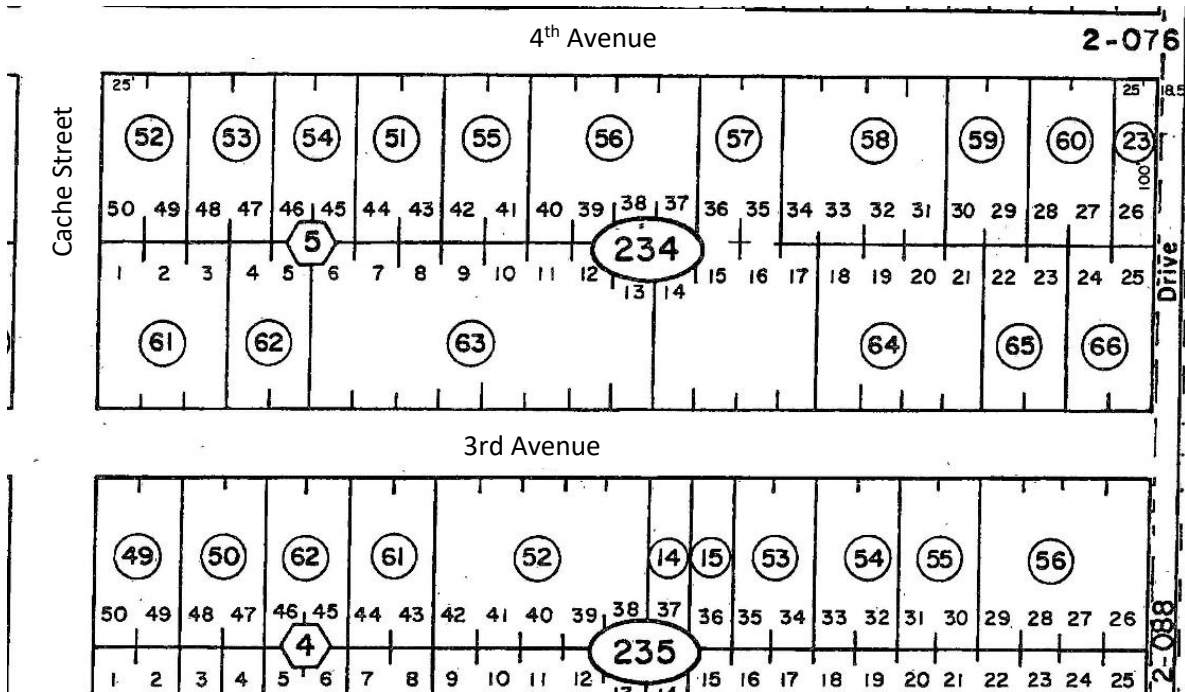 4th Avenue
2-076
25'
25'
18.5
Cache Street
52 53 54 51 55 56 57 58 59 60 23
100'
50 49 48 47 46 45 44 43 42 41 40 39 38 37 36 35 34 33 32 31 30 29 28 27 26
5
234
1 2 3 4 5 6 7 8 9 10 11 12 13 14 15 16 17 18 19 20 21 22 23 24 25
Drive
61 62 63 64 65 66
3rd Avenue
49 50 62 61 52 14 15 53 54 55 56
50 49 48 47 46 45 44 43 42 41 40 39 38 37 36 35 34 33 32 31 30 29 28 27 26
4
235
2-088
1 2 3 4 5 6 7 8 9 10 11 12 13 14 15 16 17 18 19 20 21 22 23 24 25